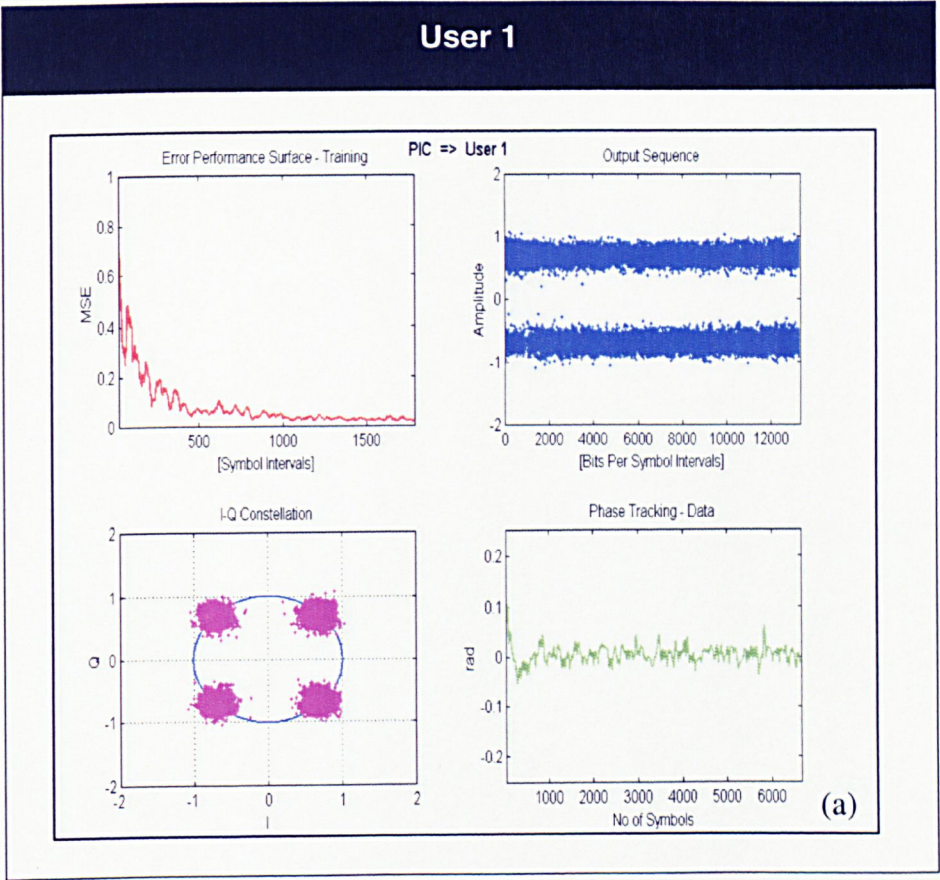 User 1
PIC => User 1
Error Performance Surface - Training
1
0.8
0.6
0.4
0.2
0
MSE
500 1000 1500
[Symbol Intervals]
Output Sequence
2
1
0
-1
-2
Amplitude
0 2000 4000 6000 8000 10000 12000
[Bits Per Symbol Intervals]
I-Q Constellation
2
1
0
-1
-2
Q
-2 -1 0 1 2
I
Phase Tracking - Data
0.2
0.1
0
-0.1
-0.2
rad
1000 2000 3000 4000 5000 6000
No of Symbols
(a)